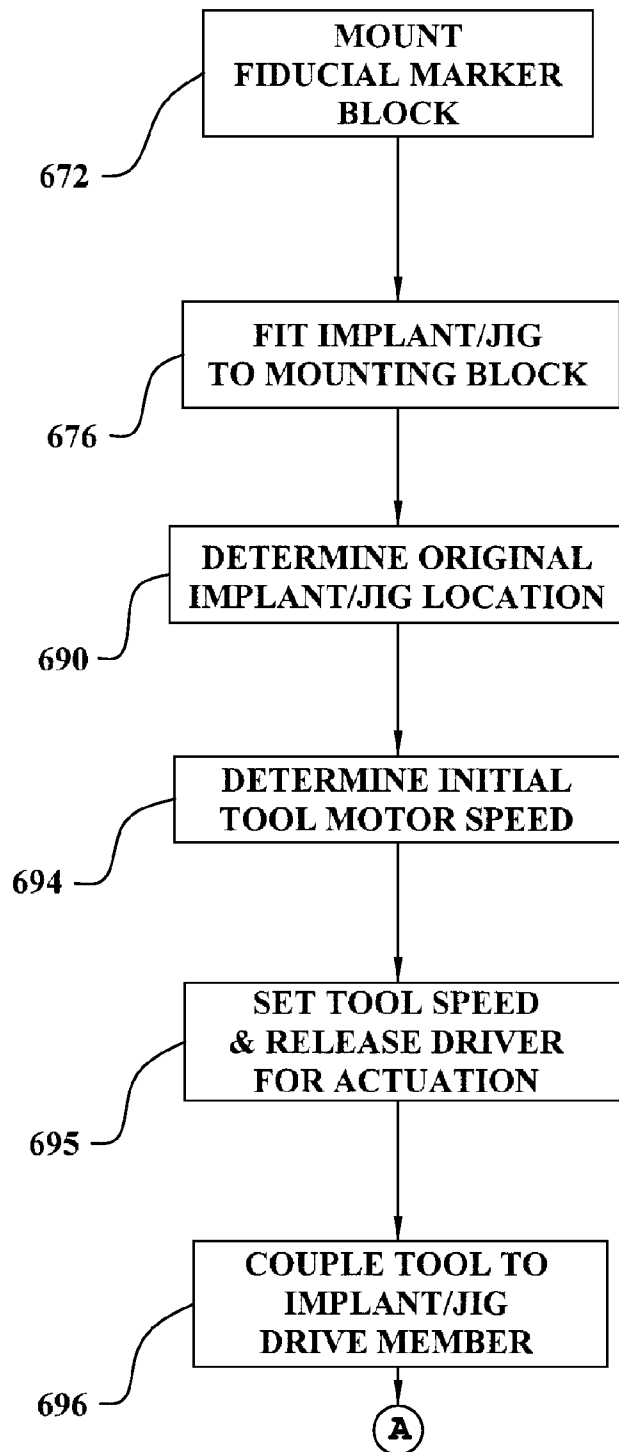 MOUNT
FIDUCIAL MARKER
BLOCK
672
FIT IMPLANT/JIG
TO MOUNTING BLOCK
676
DETERMINE ORIGINAL
IMPLANT/JIG LOCATION
690
DETERMINE INITIAL
TOOL MOTOR SPEED
694
SET TOOL SPEED
& RELEASE DRIVER
FOR ACTUATION
695
COUPLE TOOL TO
IMPLANT/JIG
DRIVE MEMBER
696
A